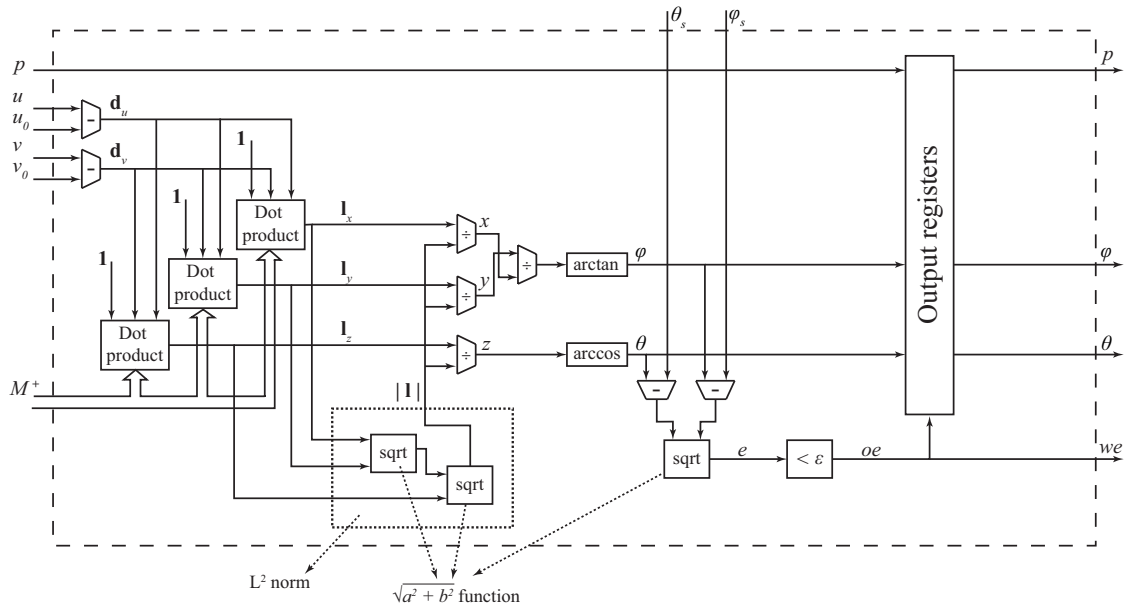 θs φs
p p
u
u0
du
v
v0
dv
1
Dot
product
lx
x
÷
1
Dot
product
ly
y
÷
÷
arctan
φ
φ
1
Dot
product
lz
z
÷
arccos
θ
θ
Output registers
M+
| l |
-
-
-
-
sqrt
sqrt
sqrt
e
< ε
oe
we
L2 norm
√a2 + b2 function